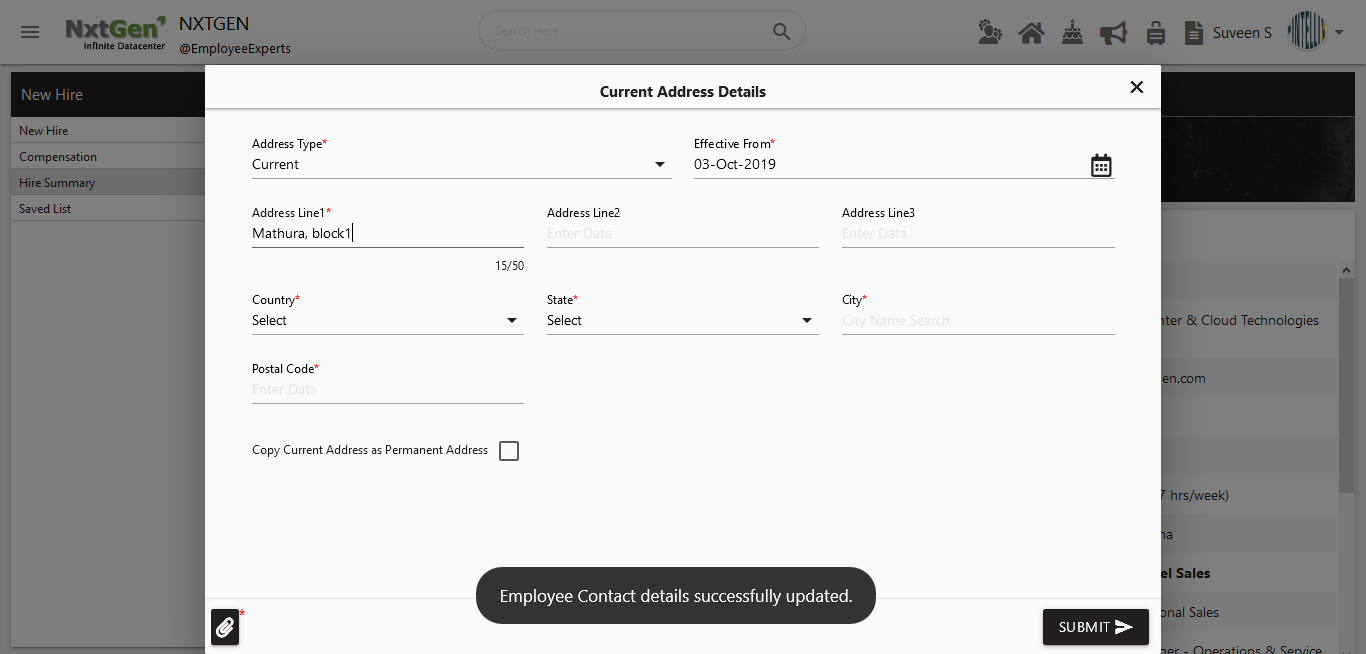 NxtGen
Infinite Datacenter
NXTGEN
@EmployeeExperts
Search Here
Suveen S
New Hire
New Hire
Compensation
Hire Summary
Saved List
Current Address Details
Address Type*
Current
Effective From*
03-Oct-2019
Address Line1*
Mathura, block1
15/50
Address Line2
Enter Data
Address Line3
Enter Data
Country*
Select
State*
Select
City*
City Name Search
Postal Code*
Enter Data
Copy Current Address as Permanent Address
nter & Cloud Technologies
en.com
7 hrs/week)
na
el Sales
onal Sales
ger - Operations & Service
Employee Contact details successfully updated.
*
SUBMIT